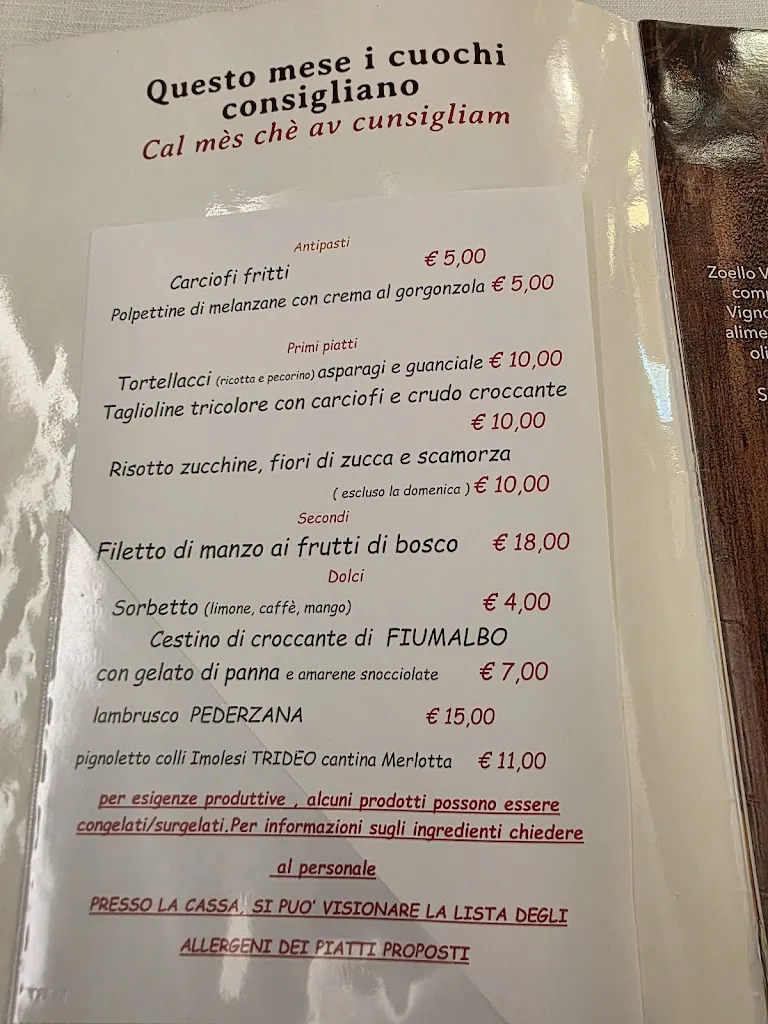 Questo mese i cuochi
consigliano
Cal mès chè av cunsigliam
Antipasti
Carciofi fritti € 5,00
Polpettine di melanzane con crema al gorgonzola € 5,00
Primi piatti
Tortellacci (ricotta e pecorino) asparagi e guanciale € 10,00
Taglioline tricolore con carciofi e crudo croccante
€ 10,00
Risotto zucchine, fiori di zucca e scamorza
( escluso la domenica ) € 10,00
Secondi
Filetto di manzo ai frutti di bosco € 18,00
Dolci
Sorbetto (limone, caffè, mango) € 4,00
Cestino di croccante di FIUMALBO
con gelato di panna e amarene snocciolate € 7,00
lambrusco PEDERZANA € 15,00
pignoletto colli Imolesi TRIDEO cantina Merlotta € 11,00
per esigenze produttive , alcuni prodotti possono essere
congelati/surgelati.Per informazioni sugli ingredienti chiedere
al personale
PRESSO LA CASSA, SI PUO' VISIONARE LA LISTA DEGLI
ALLERGENI DEI PIATTI PROPOSTI
Zoello